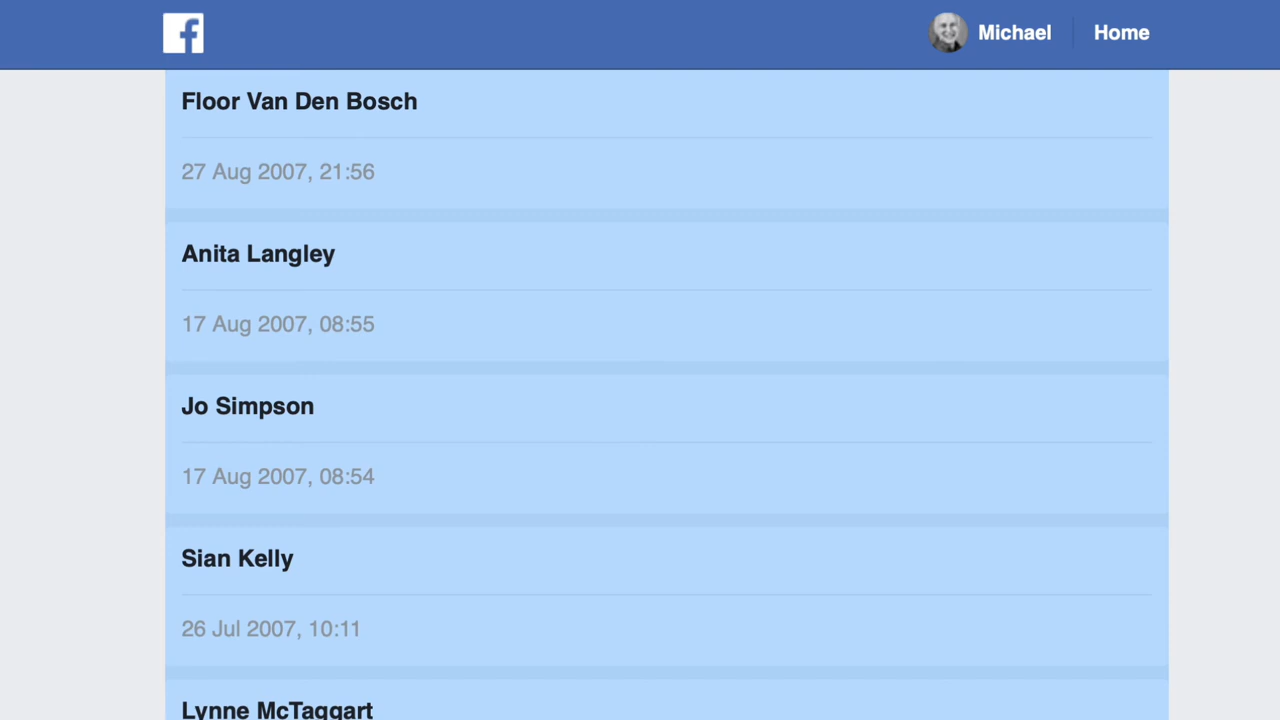 f
Michael
Home
Floor Van Den Bosch
27 Aug 2007, 21:56
Anita Langley
17 Aug 2007, 08:55
Jo Simpson
17 Aug 2007, 08:54
Sian Kelly
26 Jul 2007, 10:11
Lynne McTaggart